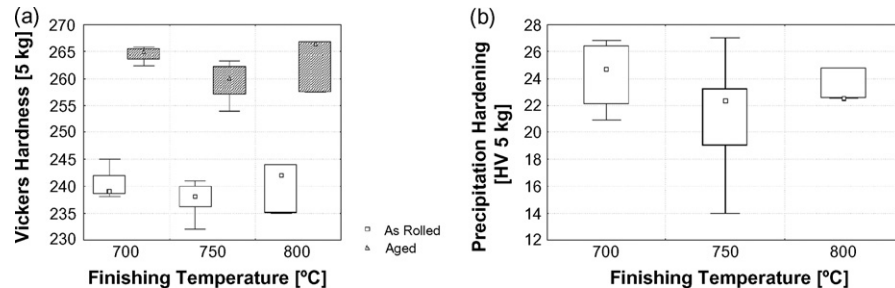 (a)
Vickers Hardness [5 kg]
270
265
260
255
250
245
240
235
230
700 750 800
Finishing Temperature [ºC]
As Rolled
Aged
(b)
Precipitation Hardening
[HV 5 kg]
28
26
24
22
20
18
16
14
12
700 750 800
Finishing Temperature [ºC]